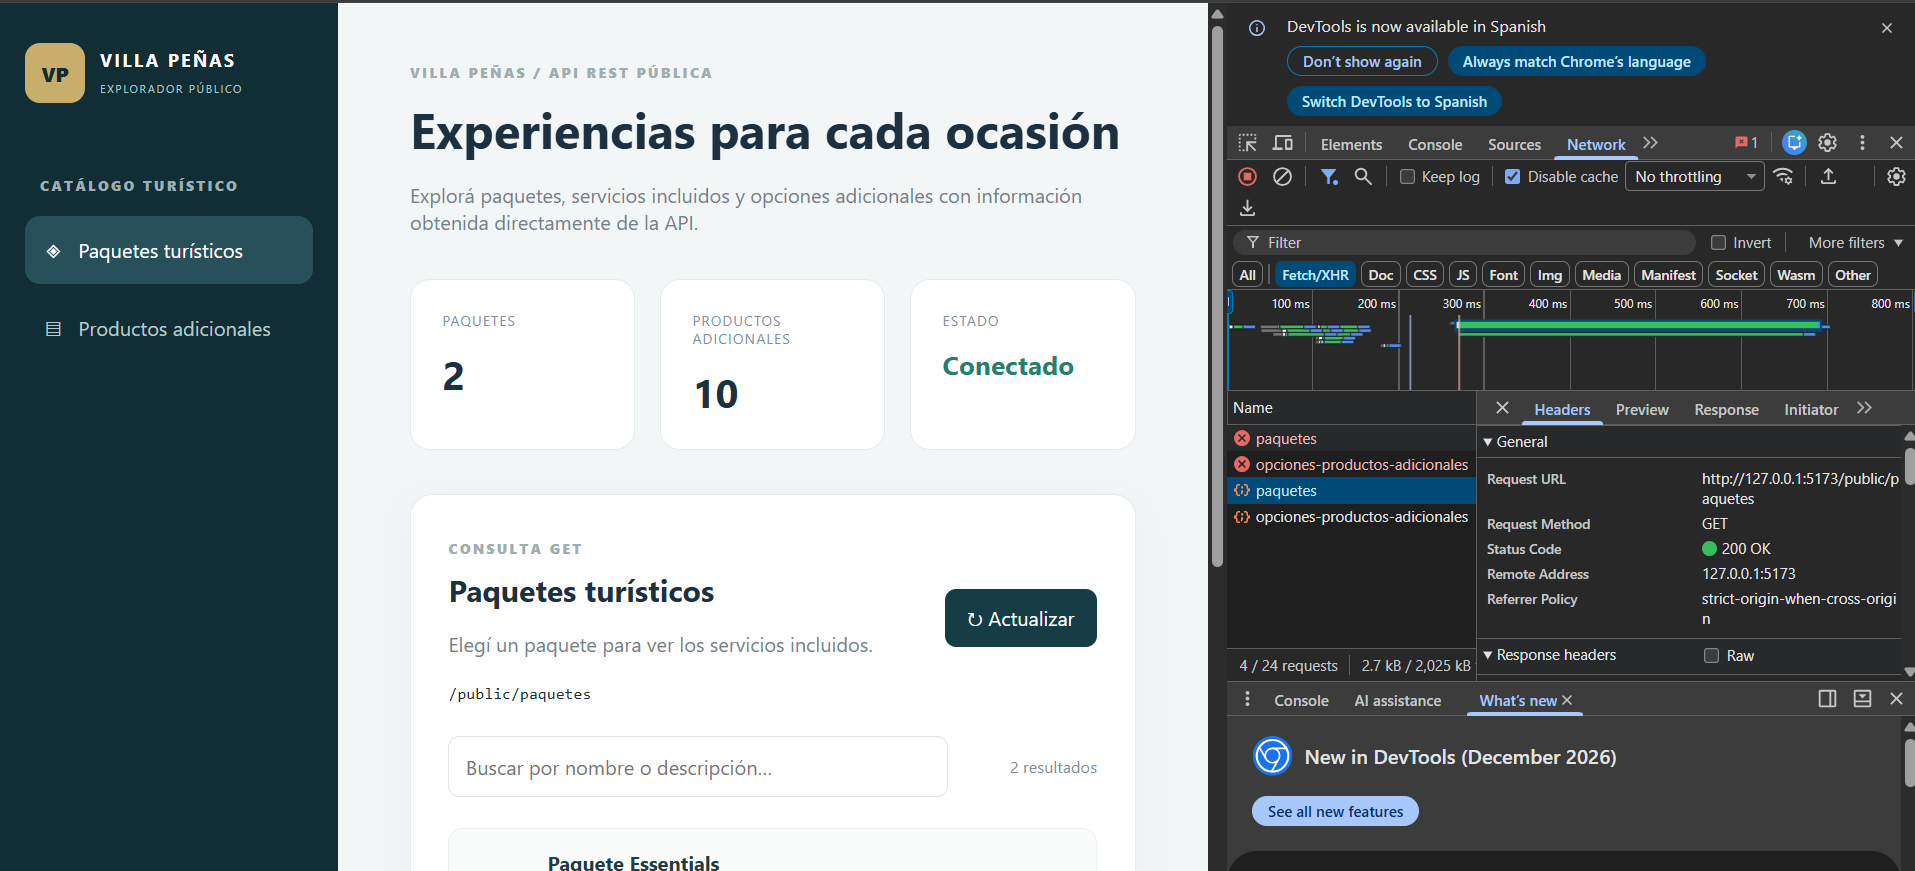 VP
VILLA PEÑAS
EXPLORADOR PÚBLICO
CATÁLOGO TURÍSTICO
Paquetes turísticos
Productos adicionales
VILLA PEÑAS / API REST PÚBLICA
Experiencias para cada ocasión
Explorá paquetes, servicios incluidos y opciones adicionales con información
obtenida directamente de la API.
PAQUETES
2
PRODUCTOS
ADICIONALES
10
ESTADO
Conectado
CONSULTA GET
Paquetes turísticos
Elegí un paquete para ver los servicios incluidos.
/public/paquetes
↻ Actualizar
Buscar por nombre o descripción...
2 resultados
Paquete Essentials
DevTools is now available in Spanish
Don't show again
Always match Chrome's language
Switch DevTools to Spanish
Elements Console Sources Network 1
Keep log Disable cache No throttling
Filter Invert More filters
All Fetch/XHR Doc CSS JS Font Img Media Manifest Socket Wasm Other
100 ms 200 ms 300 ms 400 ms 500 ms 600 ms 700 ms 800 ms
Name
paquetes
opciones-productos-adicionales
paquetes
opciones-productos-adicionales
4 / 24 requests 2.7 kB / 2,025 kB
Headers Preview Response Initiator
General
Request URL http://127.0.0.1:5173/public/p
aquetes
Request Method GET
Status Code 200 OK
Remote Address 127.0.0.1:5173
Referrer Policy strict-origin-when-cross-origi
n
Response headers Raw
Console AI assistance What's new
New in DevTools (December 2026)
See all new features